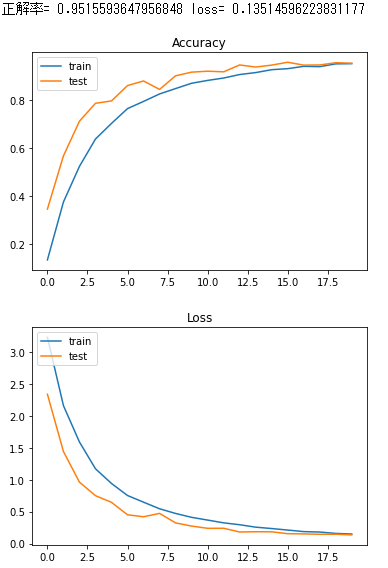 正解率= 0.9515593647956848 loss= 0.13514596223831177
Accuracy
train
test
0.8
0.6
0.4
0.2
0.0 2.5 5.0 7.5 10.0 12.5 15.0 17.5
Loss
train
test
3.0
2.5
2.0
1.5
1.0
0.5
0.0
0.0 2.5 5.0 7.5 10.0 12.5 15.0 17.5